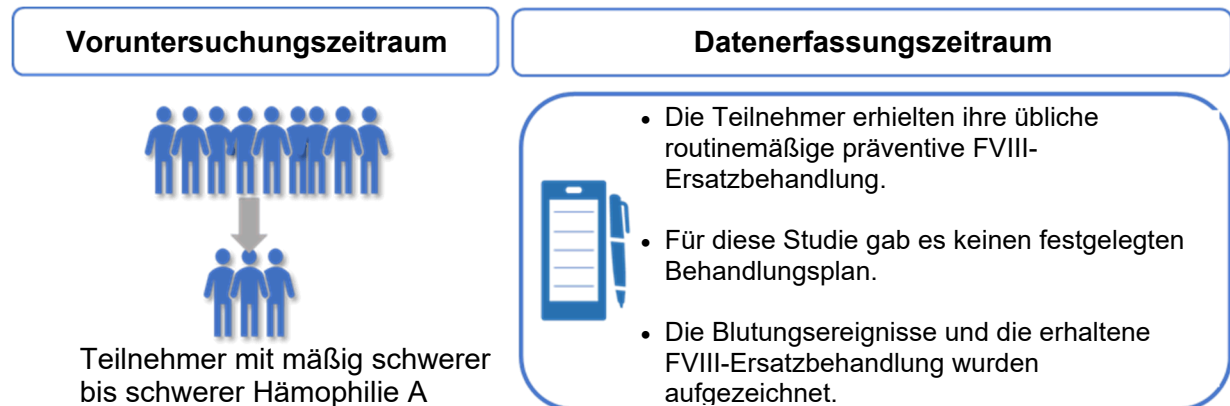 Voruntersuchungszeitraum
Teilnehmer mit mäßig schwerer
bis schwerer Hämophilie A
Datenerfassungszeitraum
• Die Teilnehmer erhielten ihre übliche
routinemäßige präventive FVIII-
Ersatzbehandlung.
• Für diese Studie gab es keinen festgelegten
Behandlungsplan.
• Die Blutungsereignisse und die erhaltene
FVIII-Ersatzbehandlung wurden
aufgezeichnet.